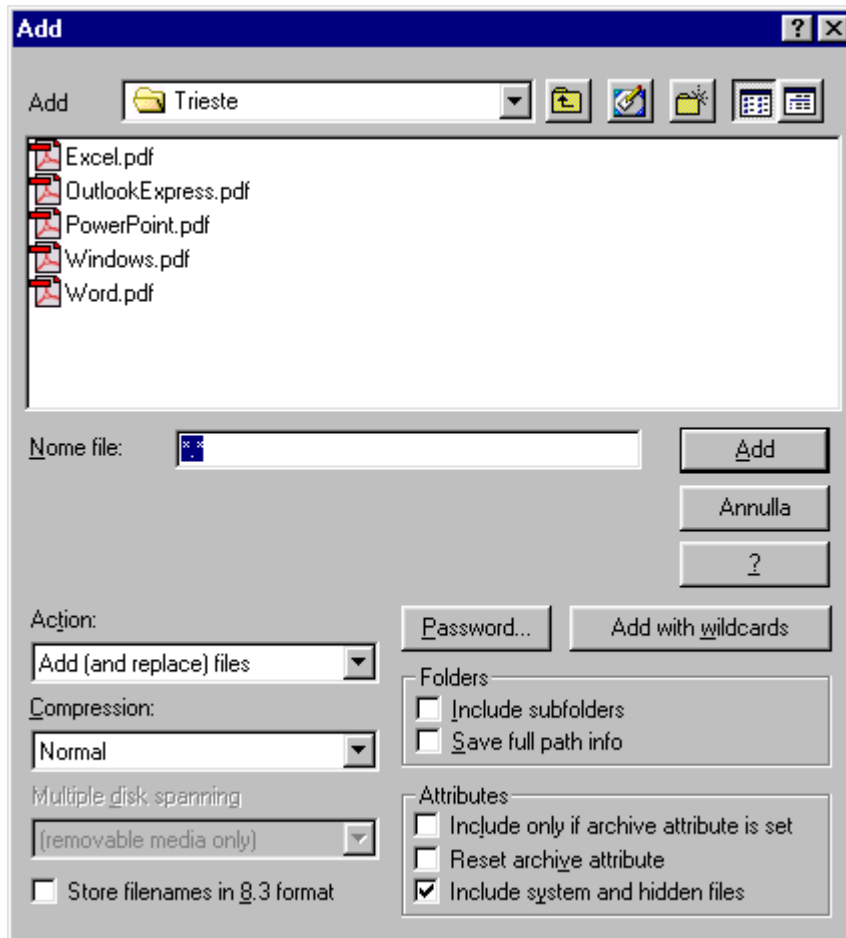 Add
Add Trieste
Excel.pdf
OutlookExpress.pdf
PowerPoint.pdf
Windows.pdf
Word.pdf
Nome file: *.* Add
Annulla
?
Action: Password... Add with wildcards
Add (and replace) files
Folders
Include subfolders
Compression:
Save full path info
Normal
Multiple disk spanning
Attributes
Include only if archive attribute is set
(removable media only)
Reset archive attribute
Store filenames in 8.3 format
Include system and hidden files